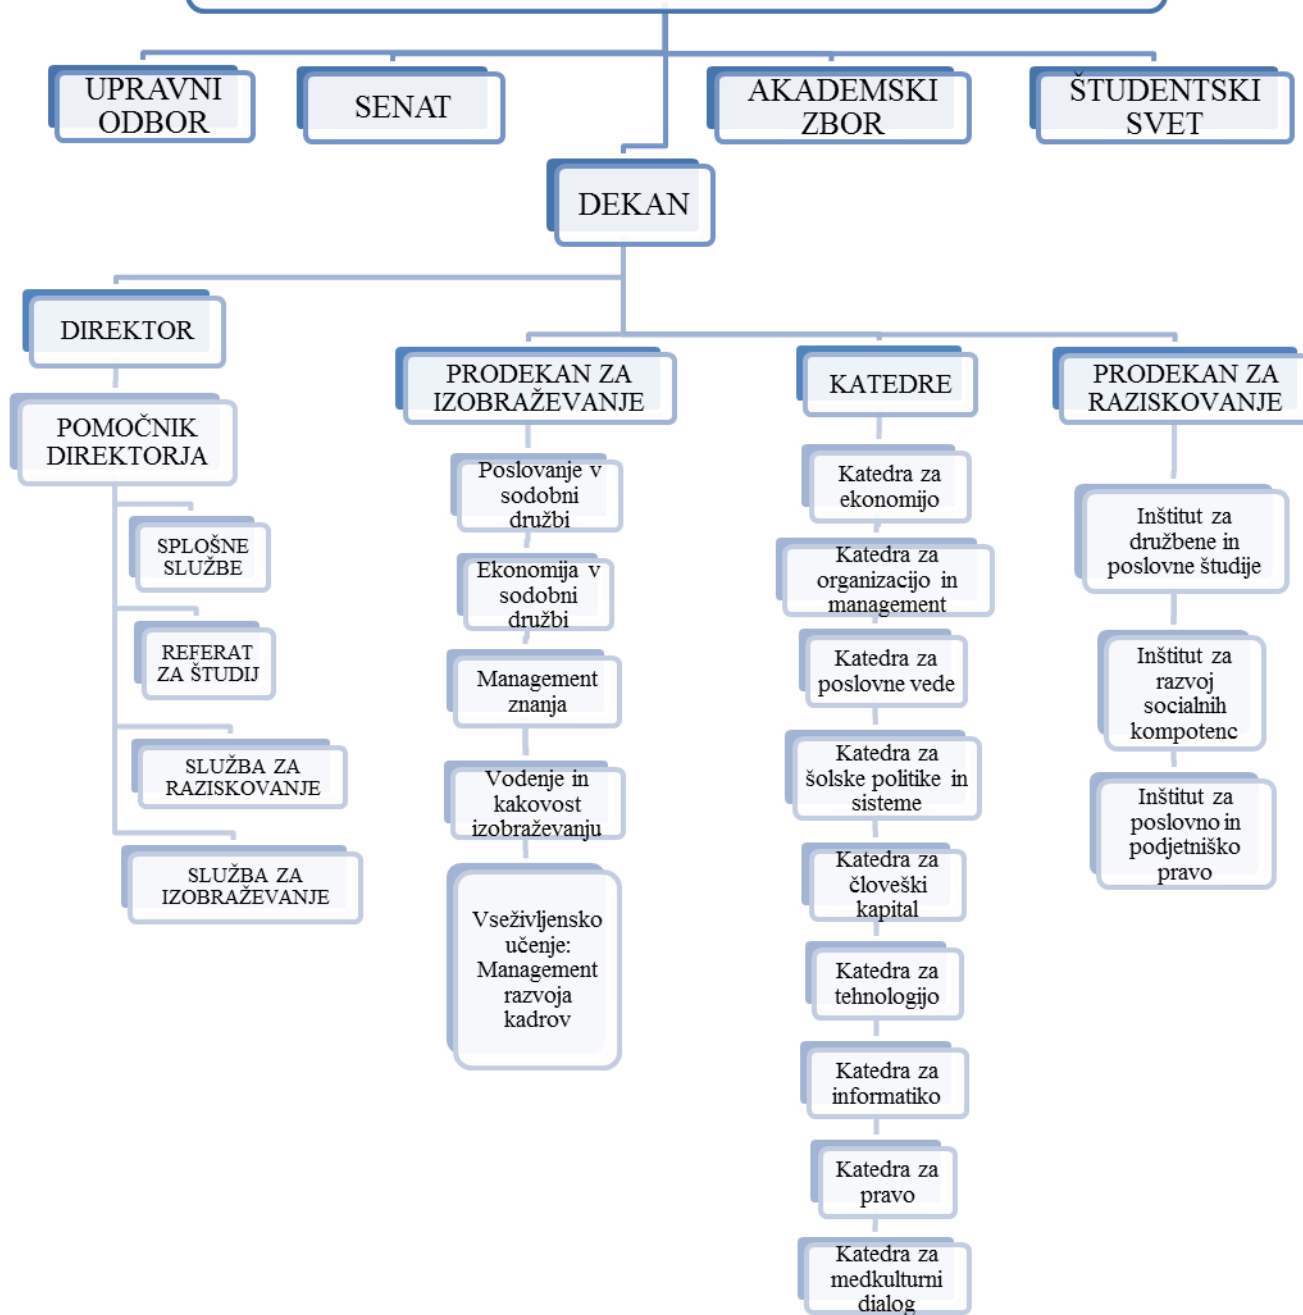 UPRAVNI
ODBOR
SENAT
AKADEMSKI
ZBOR
ŠTUDENTSKI
SVET
DEKAN
DIREKTOR
POMOČNIK
DIREKTORJA
SPLOŠNE
SLUŽBE
REFERAT
ZA ŠTUDIJ
SLUŽBA ZA
RAZISKOVANJE
SLUŽBA ZA
IZOBRAŽEVANJE
PRODEKAN ZA
IZOBRAŽEVANJE
Poslovanje v
sodobni
družbi
Ekonomija v
sodobni
družbi
Management
znanja
Vodenje in
kakovost
izobraževanju
Vseživljensko
učenje:
Management
razvoja
kadrov
KATEDRE
Katedra za
ekonomijo
Katedra za
organizacijo in
management
Katedra za
poslovne vede
Katedra za
šolske politike in
sisteme
Katedra za
človeški
kapital
Katedra za
tehnologijo
Katedra za
informatiko
Katedra za
pravo
Katedra za
medkulturni
dialog
PRODEKAN ZA
RAZISKOVANJE
Inštitut za
družbene in
poslovne študije
Inštitut za
razvoj
socialnih
kompotenc
Inštitut za
poslovno in
podjetniško
pravo